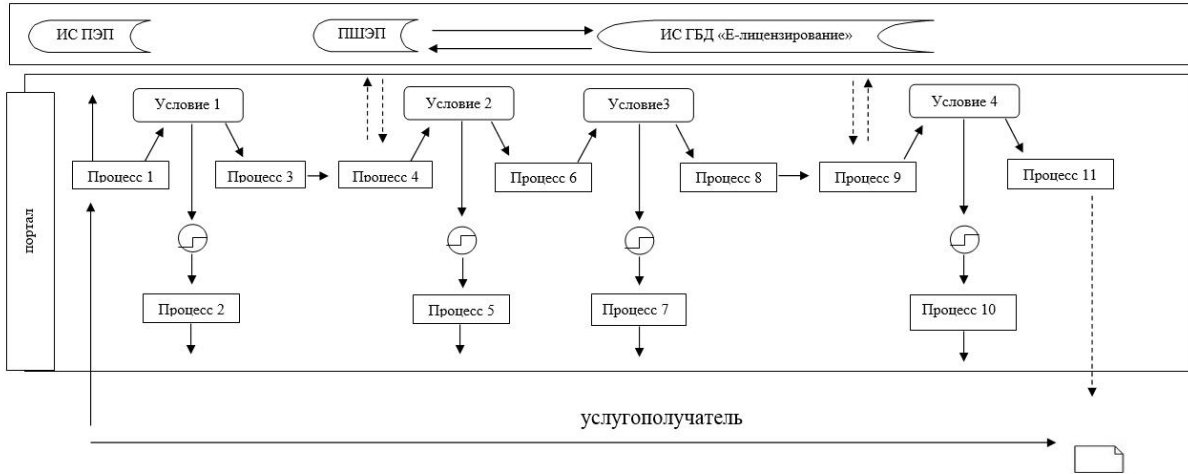 ИС ПЭП
ПШЭП
ИС ГБД «Е-лицензирование»
портал
Условие 1
Условие 2
Условие3
Условие 4
Процесс 1
Процесс 3
Процесс 4
Процесс 6
Процесс 8
Процесс 9
Процесс 11
Процесс 2
Процесс 5
Процесс 7
Процесс 10
услугополучатель